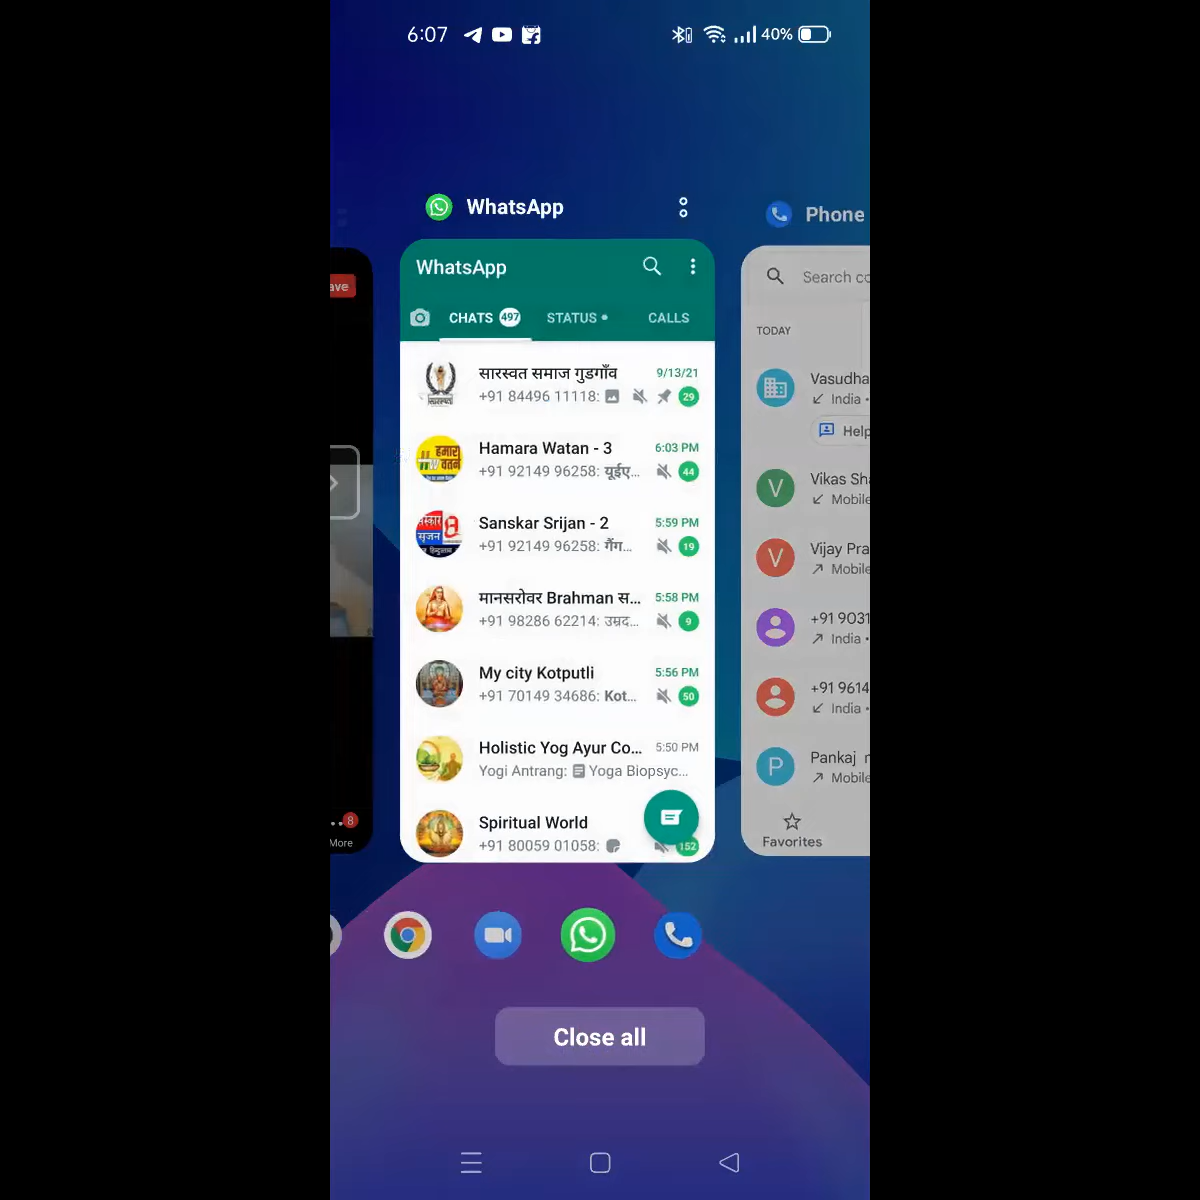 6:07 40%
WhatsApp
Phone
WhatsApp
ave
Search co
CHATS 497 STATUS • CALLS
TODAY
सारस्वत समाज गुडगाँव 9/13/21
+91 84496 11118: 29
Vasudha
India •
Help
Hamara Watan - 3 6:03 PM
+91 92149 96258: यूईए... 44
V
Vikas Sh
Mobile
Sanskar Srijan - 2 5:59 PM
+91 92149 96258: गैंग... 19
V
Vijay Pra
Mobile
मानसरोवर Brahman स... 5:58 PM
+91 98286 62214: उम्रद... 9
+91 9031
India •
My city Kotputli 5:56 PM
+91 70149 34686: Kot... 50
+91 9614
India •
Holistic Yog Ayur Co... 5:50 PM
Yogi Antrang: Yoga Biopsyc...
P
Pankaj
Mobile
Spiritual World
+91 80059 01058: 152
8
More
Favorites
Close all